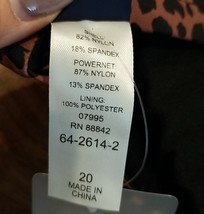 SHELL:
82% NYLON
18% SPANDEX
POWERNET:
87% NYLON
13% SPANDEX
LINING:
100% POLYESTER
07995
RN 88842
64-2614-2
20
MADE IN
CHINA